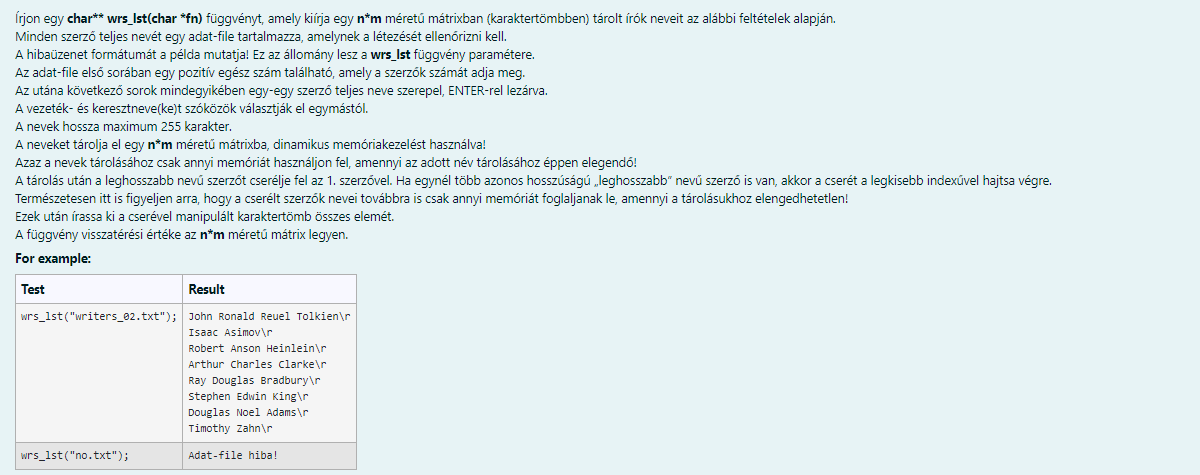 Írjon egy char** wrs_lst(char *fn) függvényt, amely kiírja egy n*m méretű mátrixban (karaktertömbben) tárolt írók neveit az alábbi feltételek alapján.
Minden szerző teljes nevét egy adat-file tartalmazza, amelynek a létezését ellenőrizni kell.
A hibaüzenet formátumát a példa mutatja! Ez az állomány lesz a wrs_lst függvény paramétere.
Az adat-file első sorában egy pozitív egész szám található, amely a szerzők számát adja meg.
Az utána következő sorok mindegyikében egy-egy szerző teljes neve szerepel, ENTER-rel lezárva.
A vezeték- és keresztneve(ke)t szóközök választják el egymástól.
A nevek hossza maximum 255 karakter.
A neveket tárolja el egy n*m méretű mátrixba, dinamikus memóriakezelést használva!
Azaz a nevek tárolásához csak annyi memóriát használjon fel, amennyi az adott név tárolásához éppen elegendő!
A tárolás után a leghosszabb nevű szerzőt cserélje fel az 1. szerzővel. Ha egynél több azonos hosszúságú „leghosszabb" nevű szerző is van, akkor a cserét a legkisebb indexűvel hajtsa végre.
Természetesen itt is figyeljen arra, hogy a cserélt szerzők nevei továbbra is csak annyi memóriát foglaljanak le, amennyi a tárolásukhoz elengedhetetlen!
Ezek után írassa ki a cserével manipulált karaktertömb összes elemét.
A függvény visszatérési értéke az n*m méretű mátrix legyen.
For example:
Test Result
wrs_lst("writers_02.txt"); John Ronald Reuel Tolkien\r
Isaac Asimov\r
Robert Anson Heinlein\r
Arthur Charles Clarke\r
Ray Douglas Bradbury\r
Stephen Edwin King\r
Douglas Noel Adams\r
Timothy Zahn\r
wrs_lst("no.txt"); Adat-file hiba!